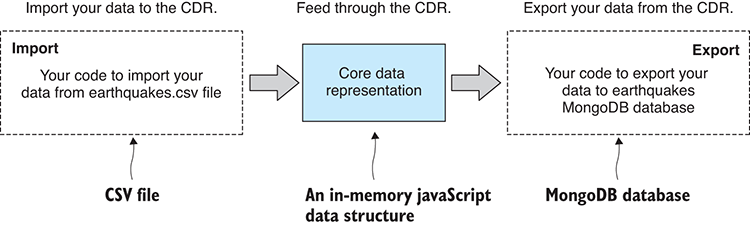 Import your data to the CDR.
Feed through the CDR.
Export your data from the CDR.
Import
Your code to import your
data from earthquakes.csv file
Core data
representation
Export
Your code to export your
data to earthquakes
MongoDB database
CSV file
An in-memory javaScript
data structure
MongoDB database